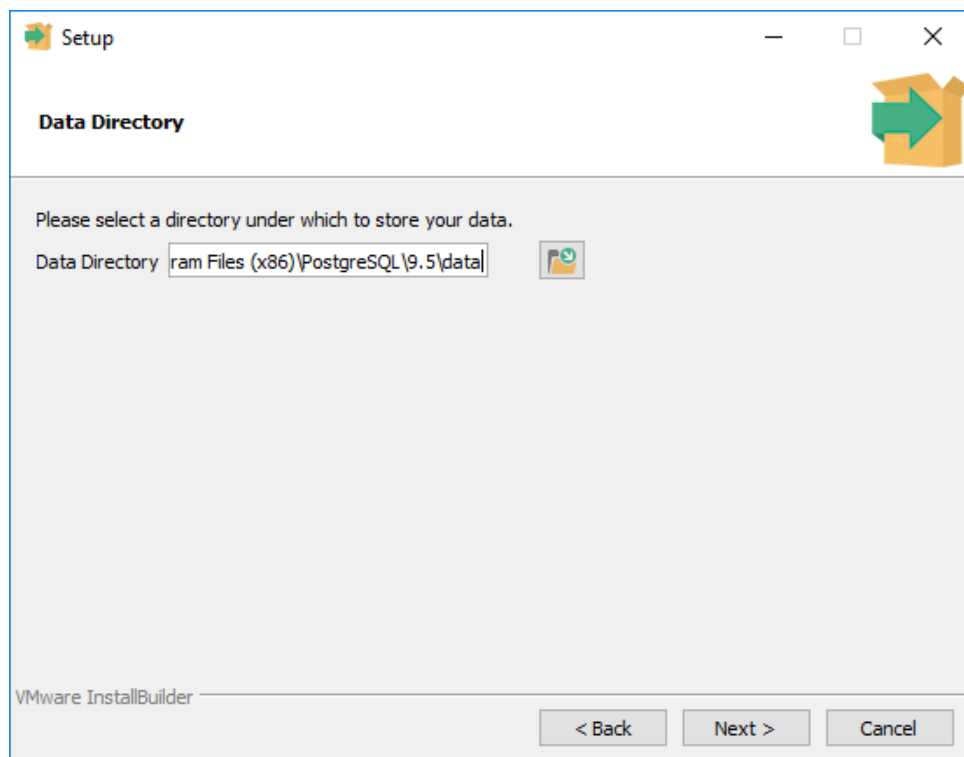 Setup
Data Directory
Please select a directory under which to store your data.
Data Directory ram Files (x86)\PostgreSQL\9.5\data
VMware InstallBuilder
< Back Next > Cancel